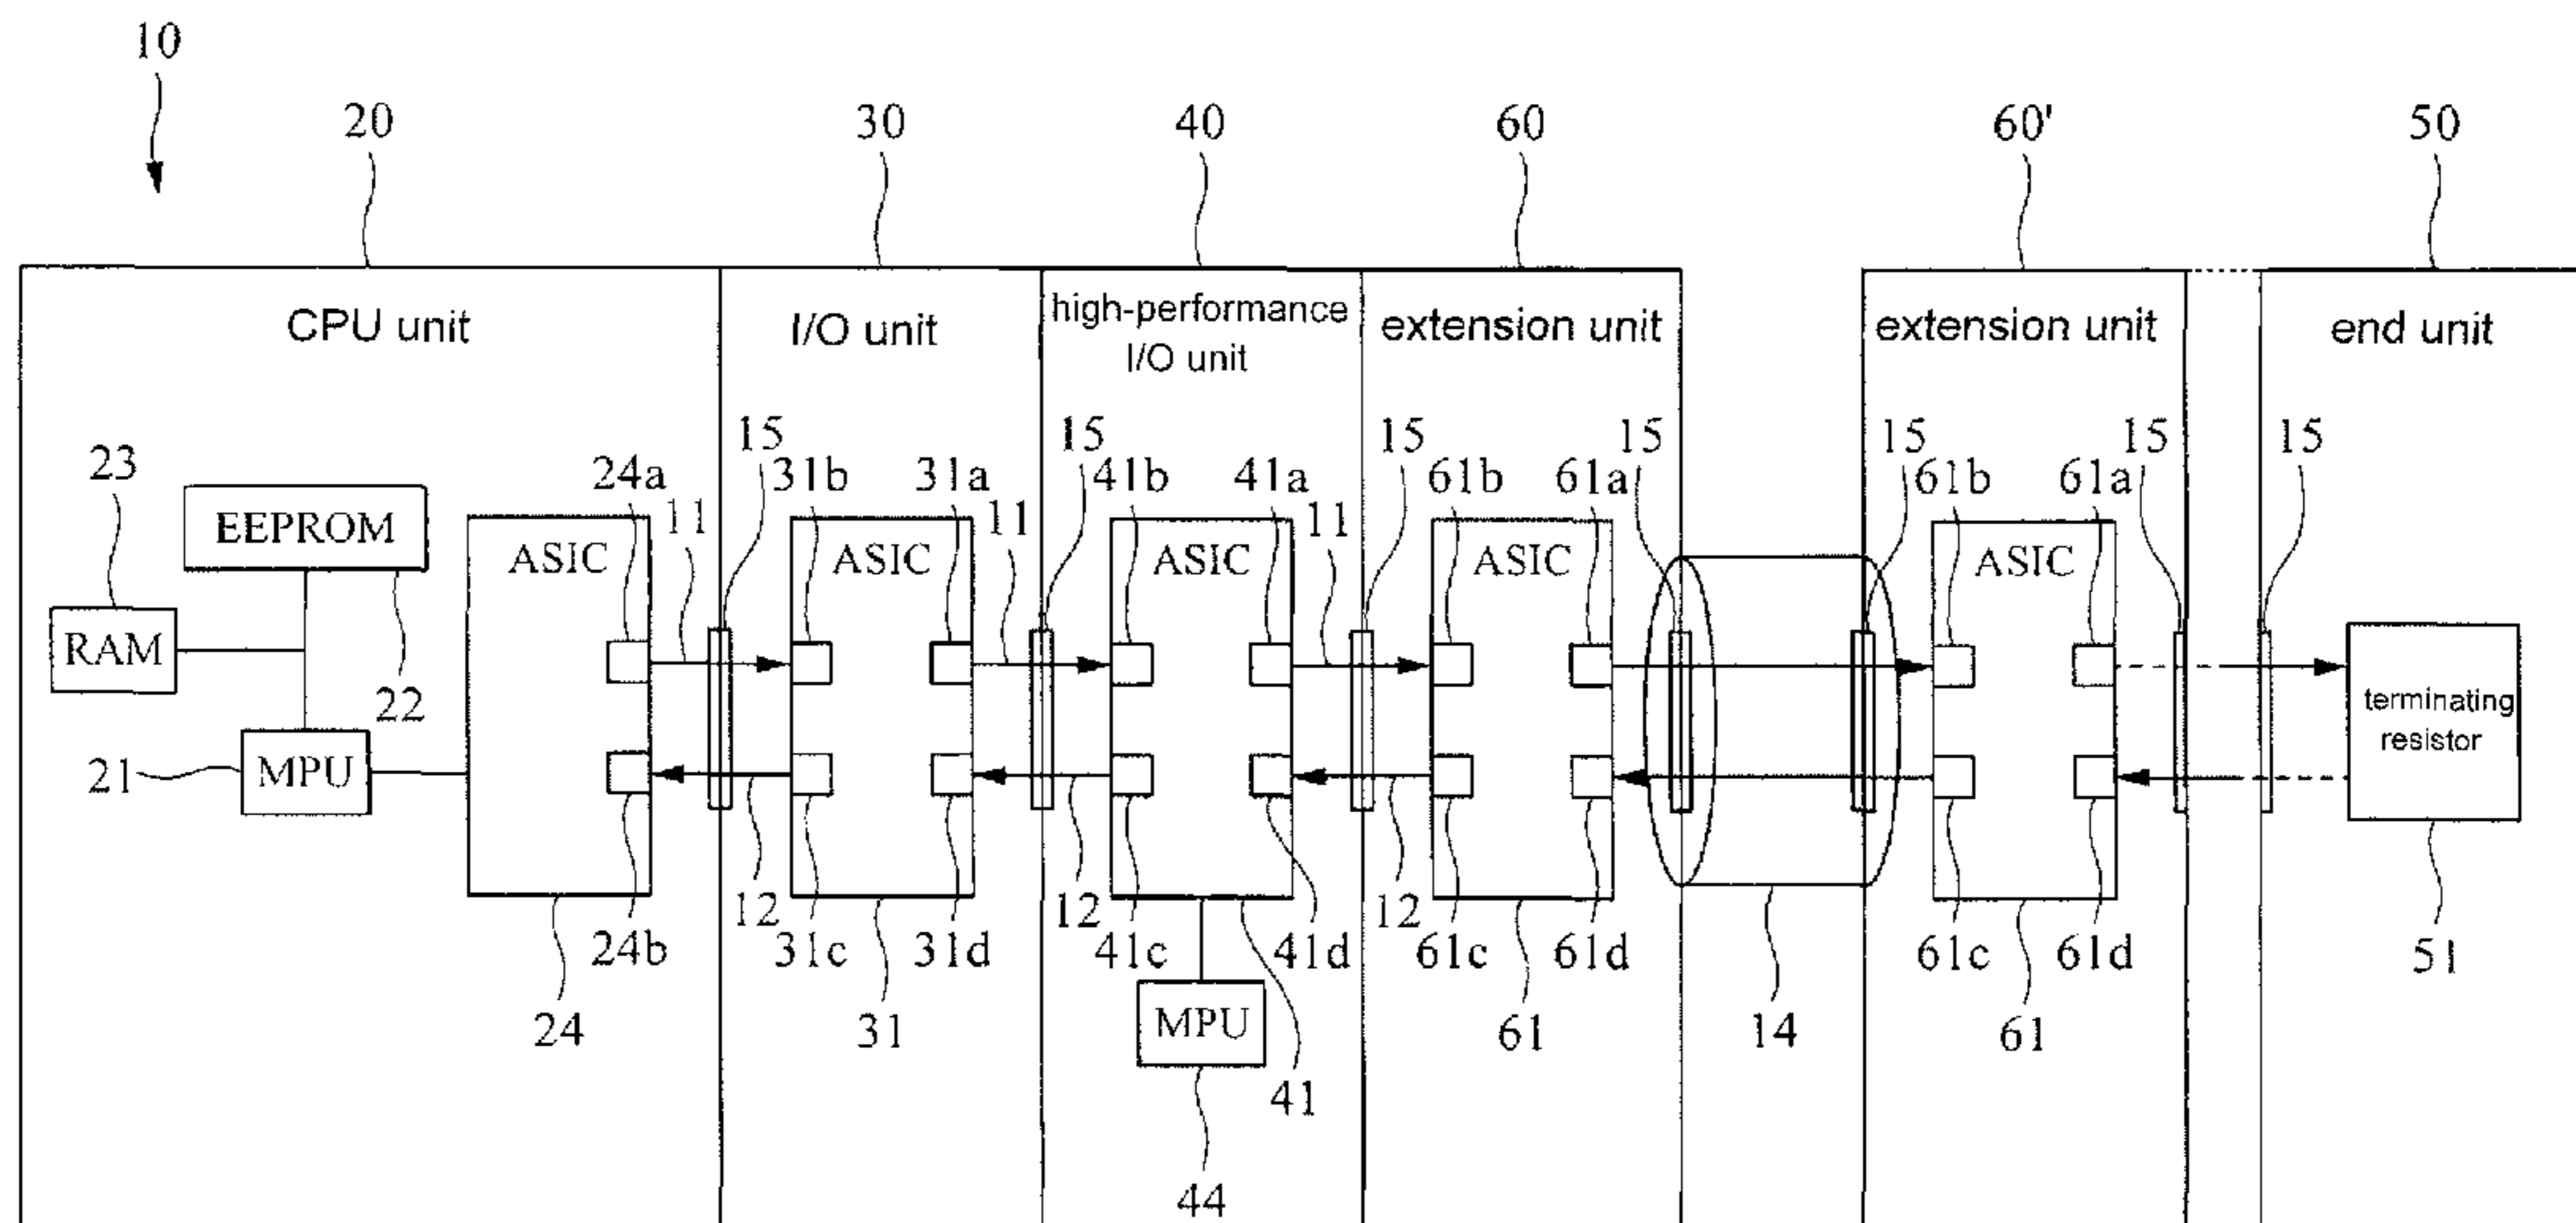 10
20 30 40 60 60' 50
CPU unit I/O unit high-performance I/O unit extension unit extension unit end unit
15 15 15 15 15 15 15
23 24a 31b 31a 41b 41a 61b 61a 61b 61a
11 11 11
EEPROM ASIC ASIC ASIC ASIC ASIC
RAM
22
terminating
resistor
21 MPU
12 12 12
24b 31c 31d 41c 41d 61c 61d 61c 61d 51
24 31 MPU 61 14 61
41
44